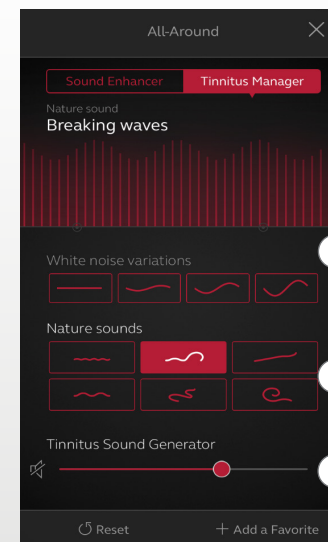 All-Around
Sound Enhancer Tinnitus Manager
Nature sound
Breaking waves
White noise variations
Nature sounds
Tinnitus Sound Generator
Reset + Add a Favorite